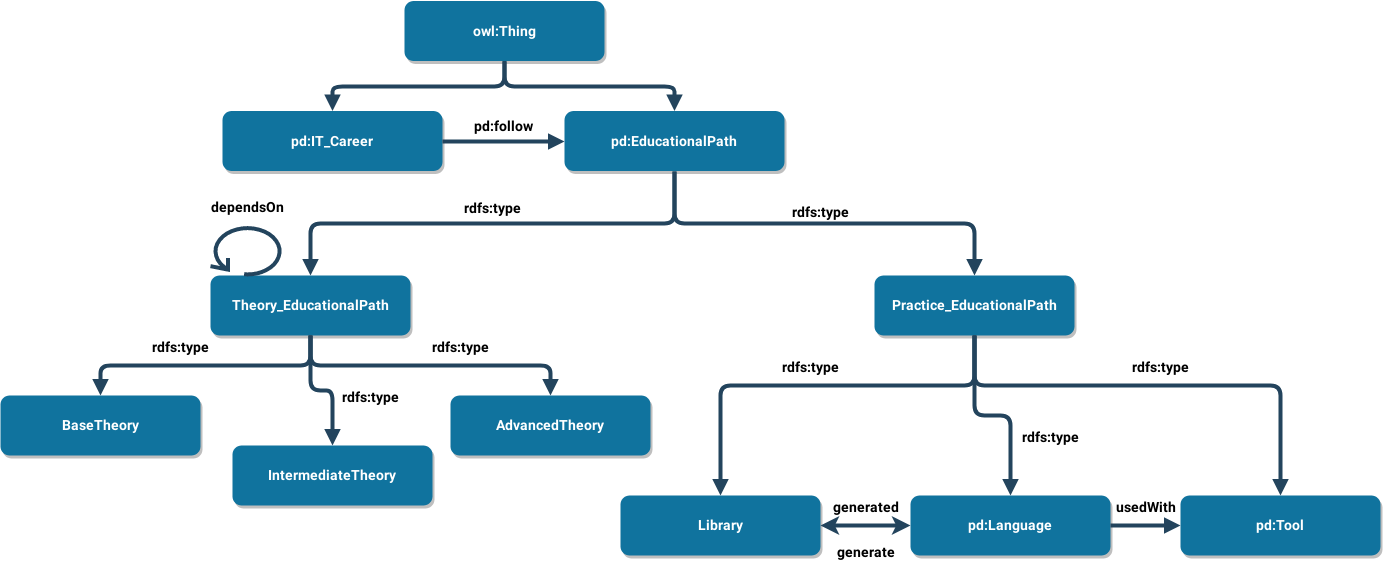 owl:Thing
pd:IT_Career
pd:follow
pd:EducationalPath
dependsOn
rdfs:type
rdfs:type
Theory_EducationalPath
Practice_EducationalPath
rdfs:type
rdfs:type
rdfs:type
rdfs:type
rdfs:type
BaseTheory
AdvancedTheory
rdfs:type
IntermediateTheory
Library
generated
generate
pd:Language
usedWith
pd:Tool